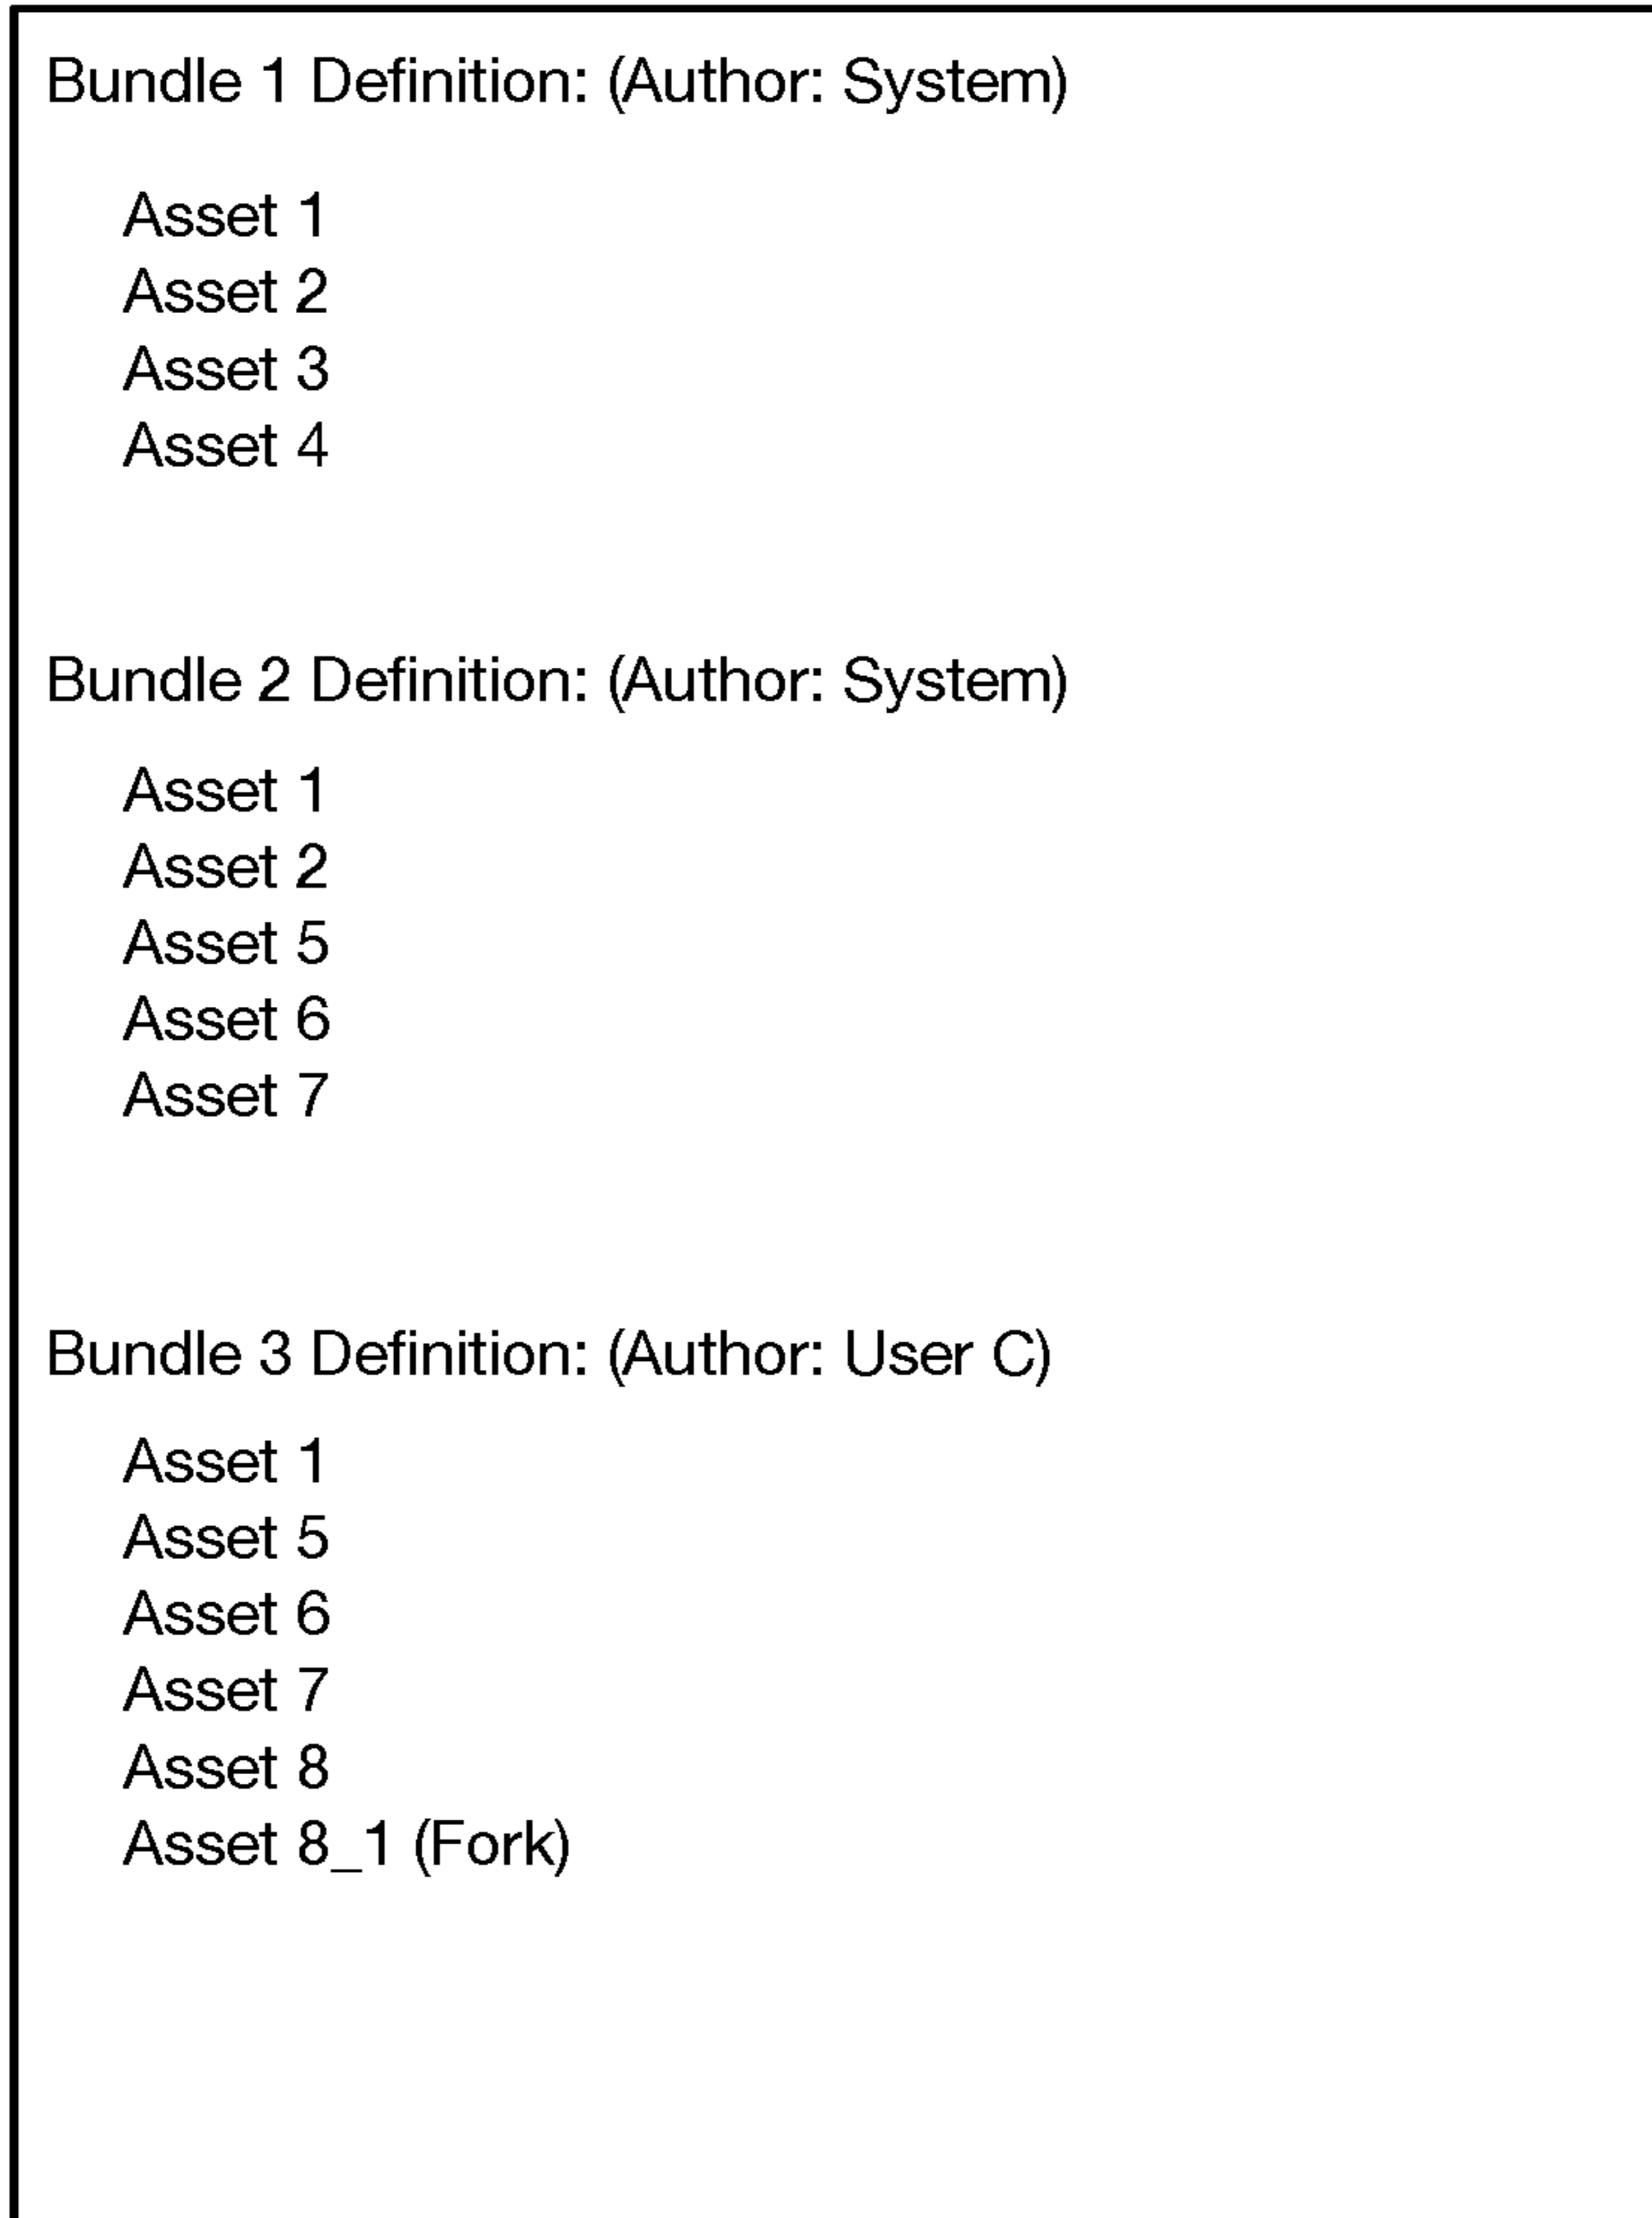 Bundle 1 Definition: (Author: System)
Asset 1
Asset 2
Asset 3
Asset 4
Bundle 2 Definition: (Author: System)
Asset 1
Asset 2
Asset 5
Asset 6
Asset 7
Bundle 3 Definition: (Author: User C)
Asset 1
Asset 5
Asset 6
Asset 7
Asset 8
Asset 8_1 (Fork)